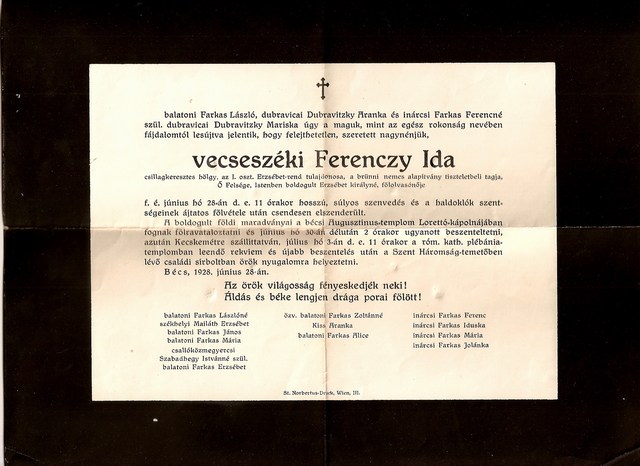 balatoni Farkas László, dubravicai Dubravitzky Aranka és inárcsi Farkas Ferencné
szül. dubravicai Dubravitzky Mariska úgy a maguk, mint az egész rokonság nevében
fájdalomtól lesújtva jelentik, hogy felejthetetlen, szeretett nagynénjük,
vecseszéki Ferenczy Ida
csillagkeresztes hölgy, az I. oszt. Erzsébet-rend tulajdonosa, a brünni nemes alapítvány tiszteletbeli tagja,
Ő Felsége, Istenben boldogult Erzsébet királyné, fölolvasónője
f. é. június hó 28-án d. e. 11 órakor hosszú, súlyos szenvedés és a haldoklók szent-
ségeinek ájtatos fölvétele után csendesen elszenderült.
A boldogult földi maradványai a bécsi Augusztinus-templom Lorettó-kápolnájában
fognak fölravataloztatni és június hó 30-án délután 2 órakor ugyanott beszenteltetni,
azután Kecskemétre szállíttatván, július hó 3-án d. e. 11 órakor a róm. kath. plébánia-
templomban leendő rekviem és újabb beszentelés után a Szent Háromság-temetőben
lévő családi sírboltban örök nyugalomra helyeztetni.
Bécs, 1928. június 28-án.
Az örök világosság fényeskedjék neki!
Áldás és béke lengjen drága porai fölött!
balatoni Farkas Lászlóné
székhelyi Mailáth Erzsébet
balatoni Farkas János
balatoni Farkas Mária
csallóközmegyercsi
Szabadhegy Istvánné szül.
balatoni Farkas Erzsébet
özv. balatoni Farkas Zoltánné
Kiss Aranka
balatoni Farkas Alice
inárcsi Farkas Ferenc
inárcsi Farkas Iduska
inárcsi Farkas Mária
inárcsi Farkas Jolánka
St. Norbertus-Druck, Wien, III.